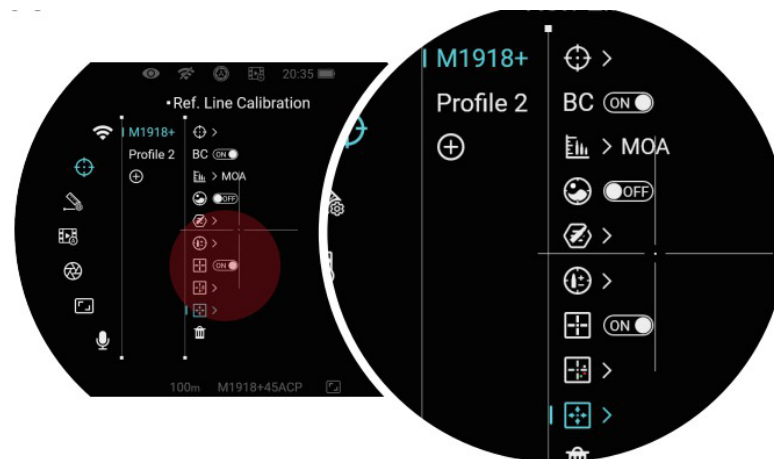 20:35
•Ref. Line Calibration
M1918+
Profile 2
BC ON
> MOA
OFF
ON
100m M1918+45ACP
M1918+
Profile 2
BC ON
> MOA
OFF
ON